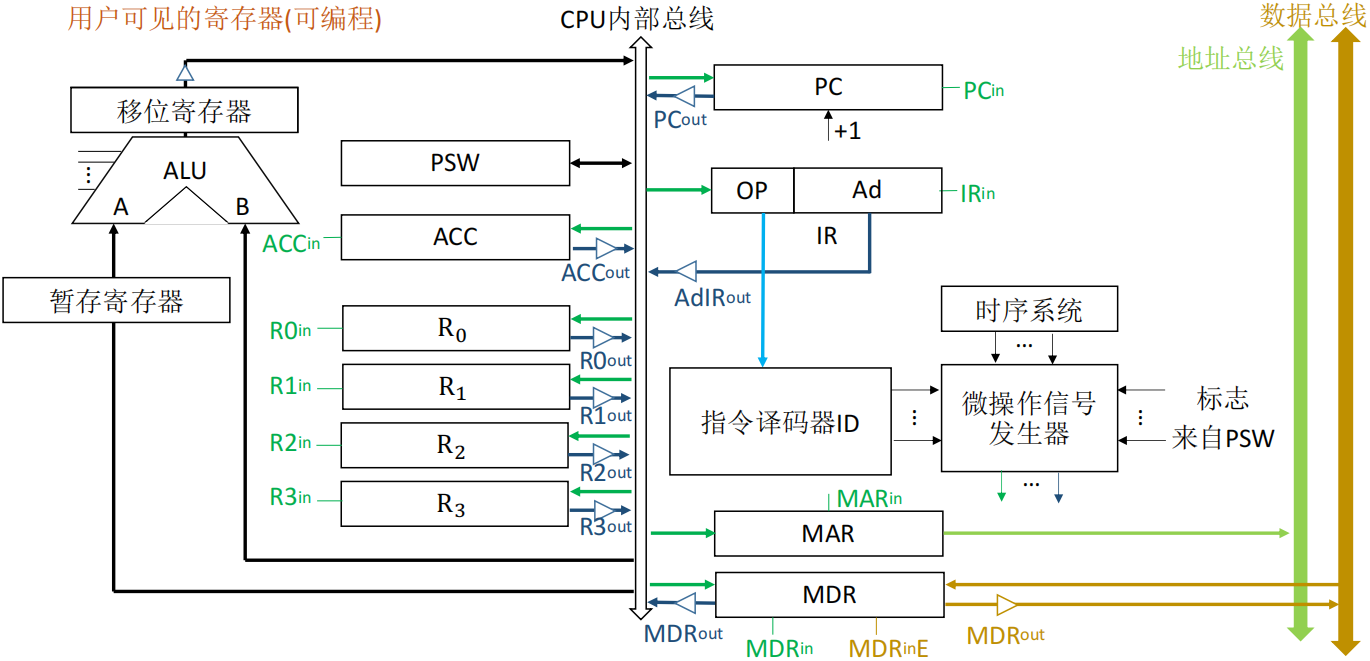 用户可见的寄存器(可编程)
CPU内部总线
数据总线
地址总线
移位寄存器
ALU
A
B
暂存寄存器
PSW
ACCin
ACC
ACCout
R0in
R0
R0out
R1in
R1
R1out
R2in
R2
R2out
R3in
R3
R3out
PC
PCin
PCout
+1
OP
Ad
IRin
IR
AdIRout
时序系统
...
指令译码器ID
⋮
微操作信号
发生器
⋮
标志
来自PSW
...
MARin
MAR
MDR
MDRout
MDRin
MDRinE
MDRout
⋮